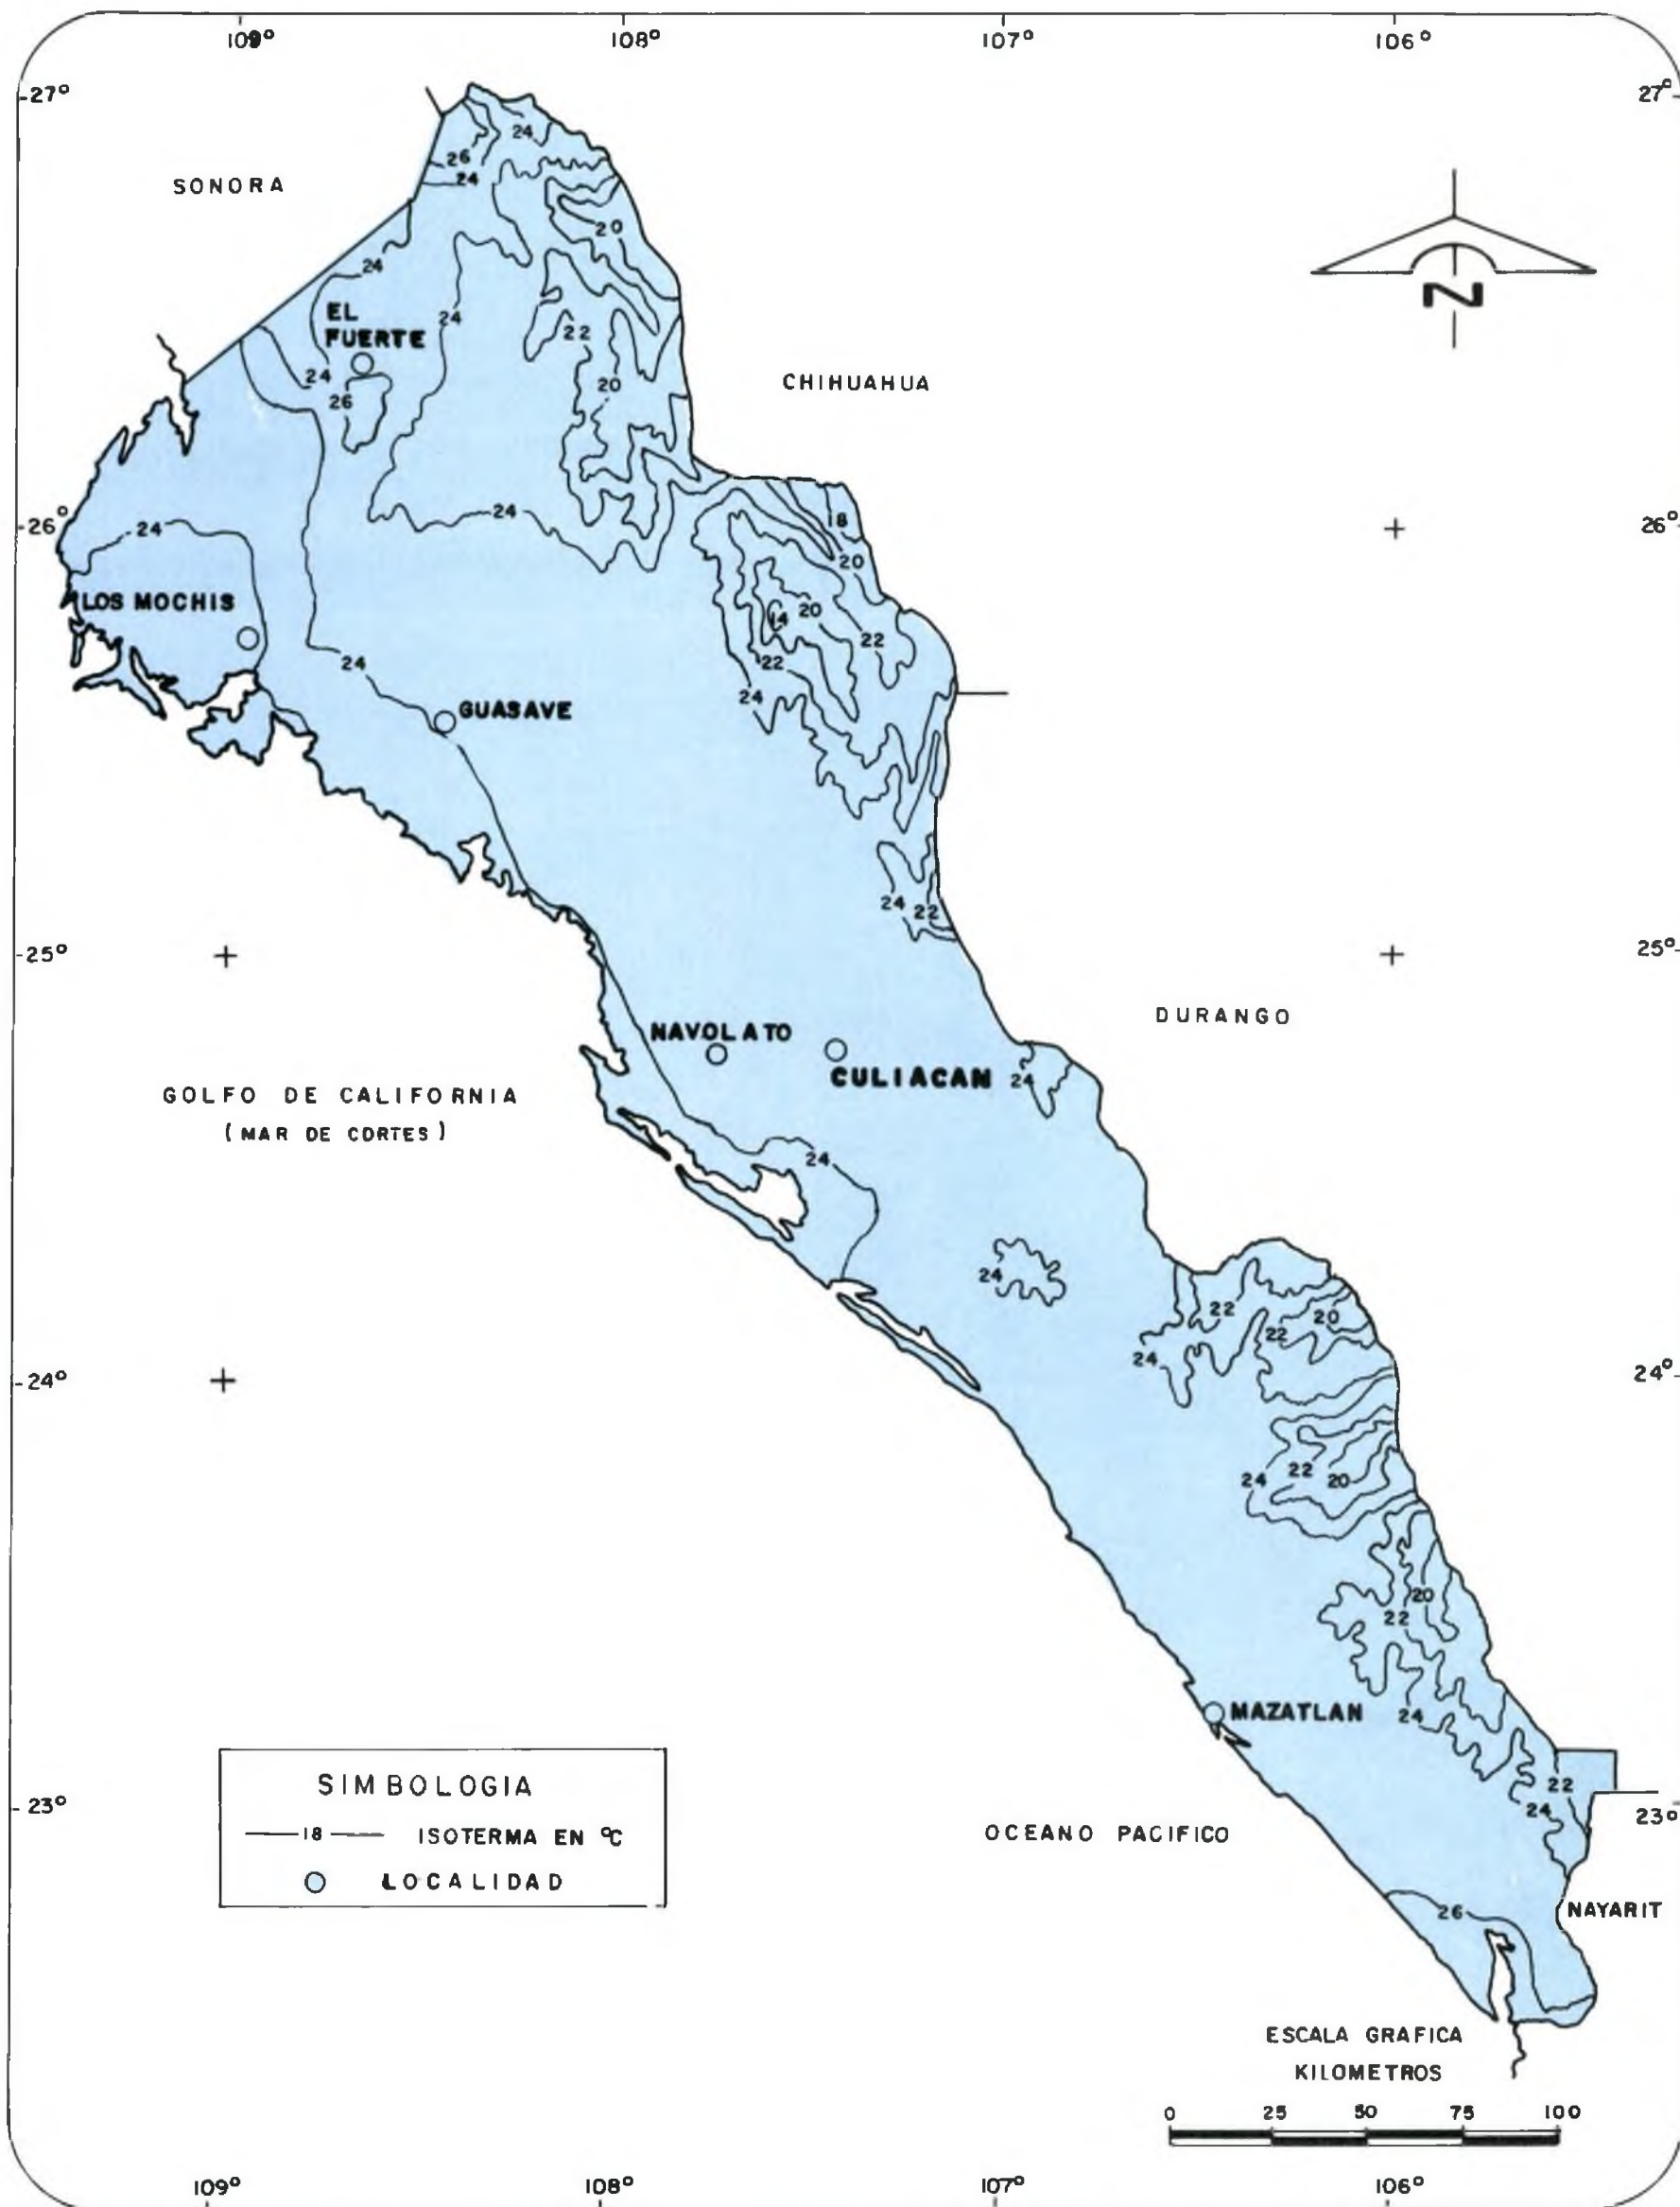 109°
108°
107°
106°
27°
27°
24
26
24
SONORA
20
24
EL
FUERTE
24
22
CHIHUAHUA
24
20
26
24
26°
18
26°
24
20
LOS MOCHIS
14
20
22
22
24
24
GUASAVE
24
22
25°
25°
DURANGO
NAVOLATO
CULIACAN
24
GOLFO DE CALIFORNIA
(MAR DE CORTES)
24
24
22
20
22
24
24°
24°
24
22
20
20
22
MAZATLAN
24
SIMBOLOGIA
18
ISOTERMA EN °C
LOCALIDAD
22
24
23°
23°
OCEANO PACIFICO
26
NAYARIT
N
ESCALA GRAFICA
KILOMETROS
0 25 50 75 100
109°
108°
107°
106°